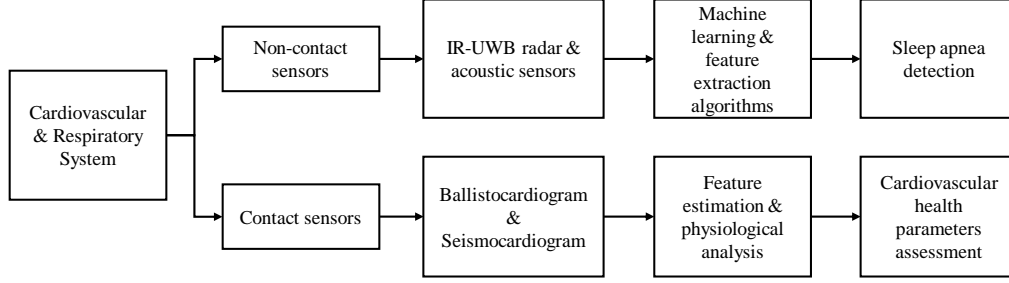 Cardiovascular
& Respiratory
System
Non-contact
sensors
IR-UWB radar &
acoustic sensors
Machine
learning &
feature
extraction
algorithms
Sleep apnea
detection
Contact sensors
Ballistocardiogram
&
Seismocardiogram
Feature
estimation &
physiological
analysis
Cardiovascular
health
parameters
assessment